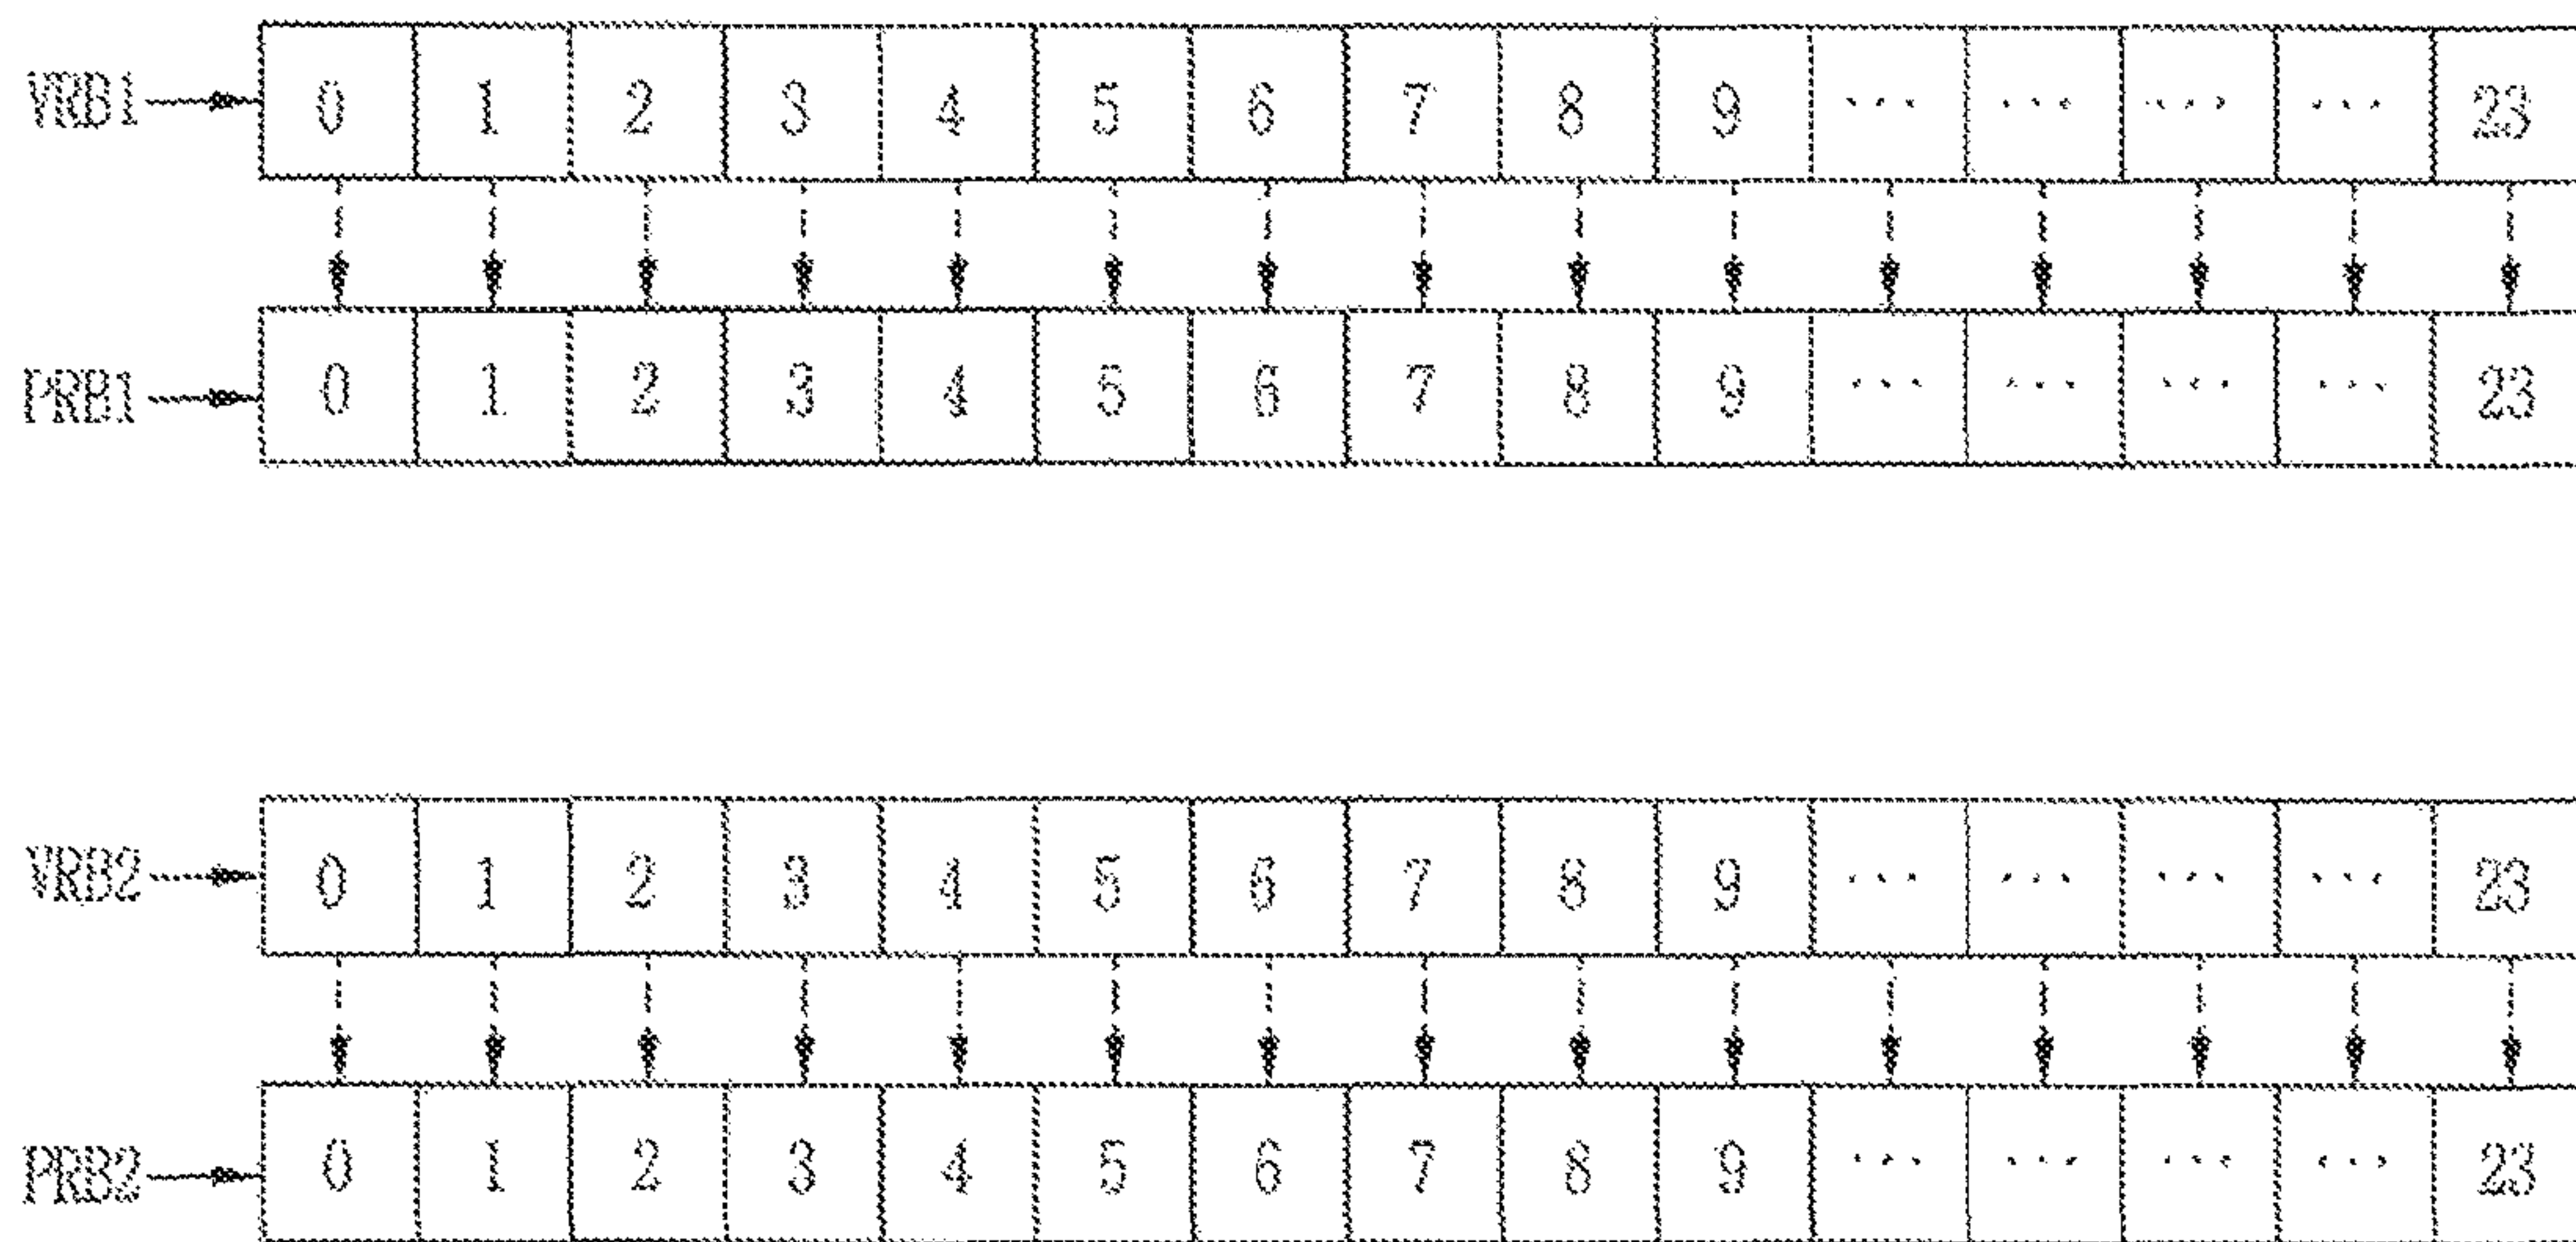 VRB1 0 1 2 3 4 5 6 7 8 9 ... ... ... ... 23
PRB1 0 1 2 3 4 5 6 7 8 9 ... ... ... ... 23
VRB2 0 1 2 3 4 5 6 7 8 9 ... ... ... ... 23
PRB2 0 1 2 3 4 5 6 7 8 9 ... ... ... ... 23